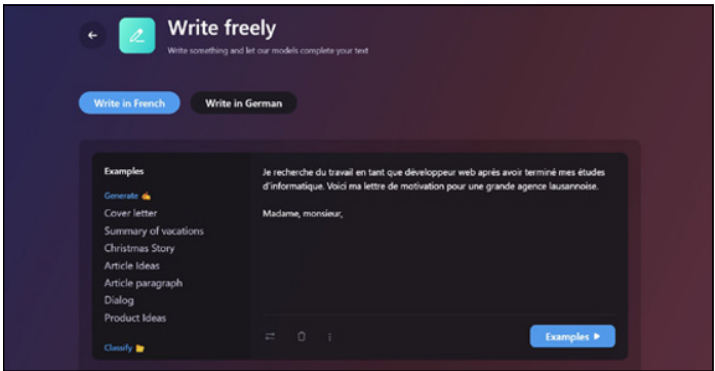 Write freely
Write something and let our models complete your text
Write in French
Write in German
Examples
Generate
Cover letter
Summary of vacations
Christmas Story
Article Ideas
Article paragraph
Dialog
Product Ideas
Classify
Je recherche du travail en tant que développeur web après avoir terminé mes études
d'informatique. Voici ma lettre de motivation pour une grande agence lausannoise.
Madame, monsieur,
Examples